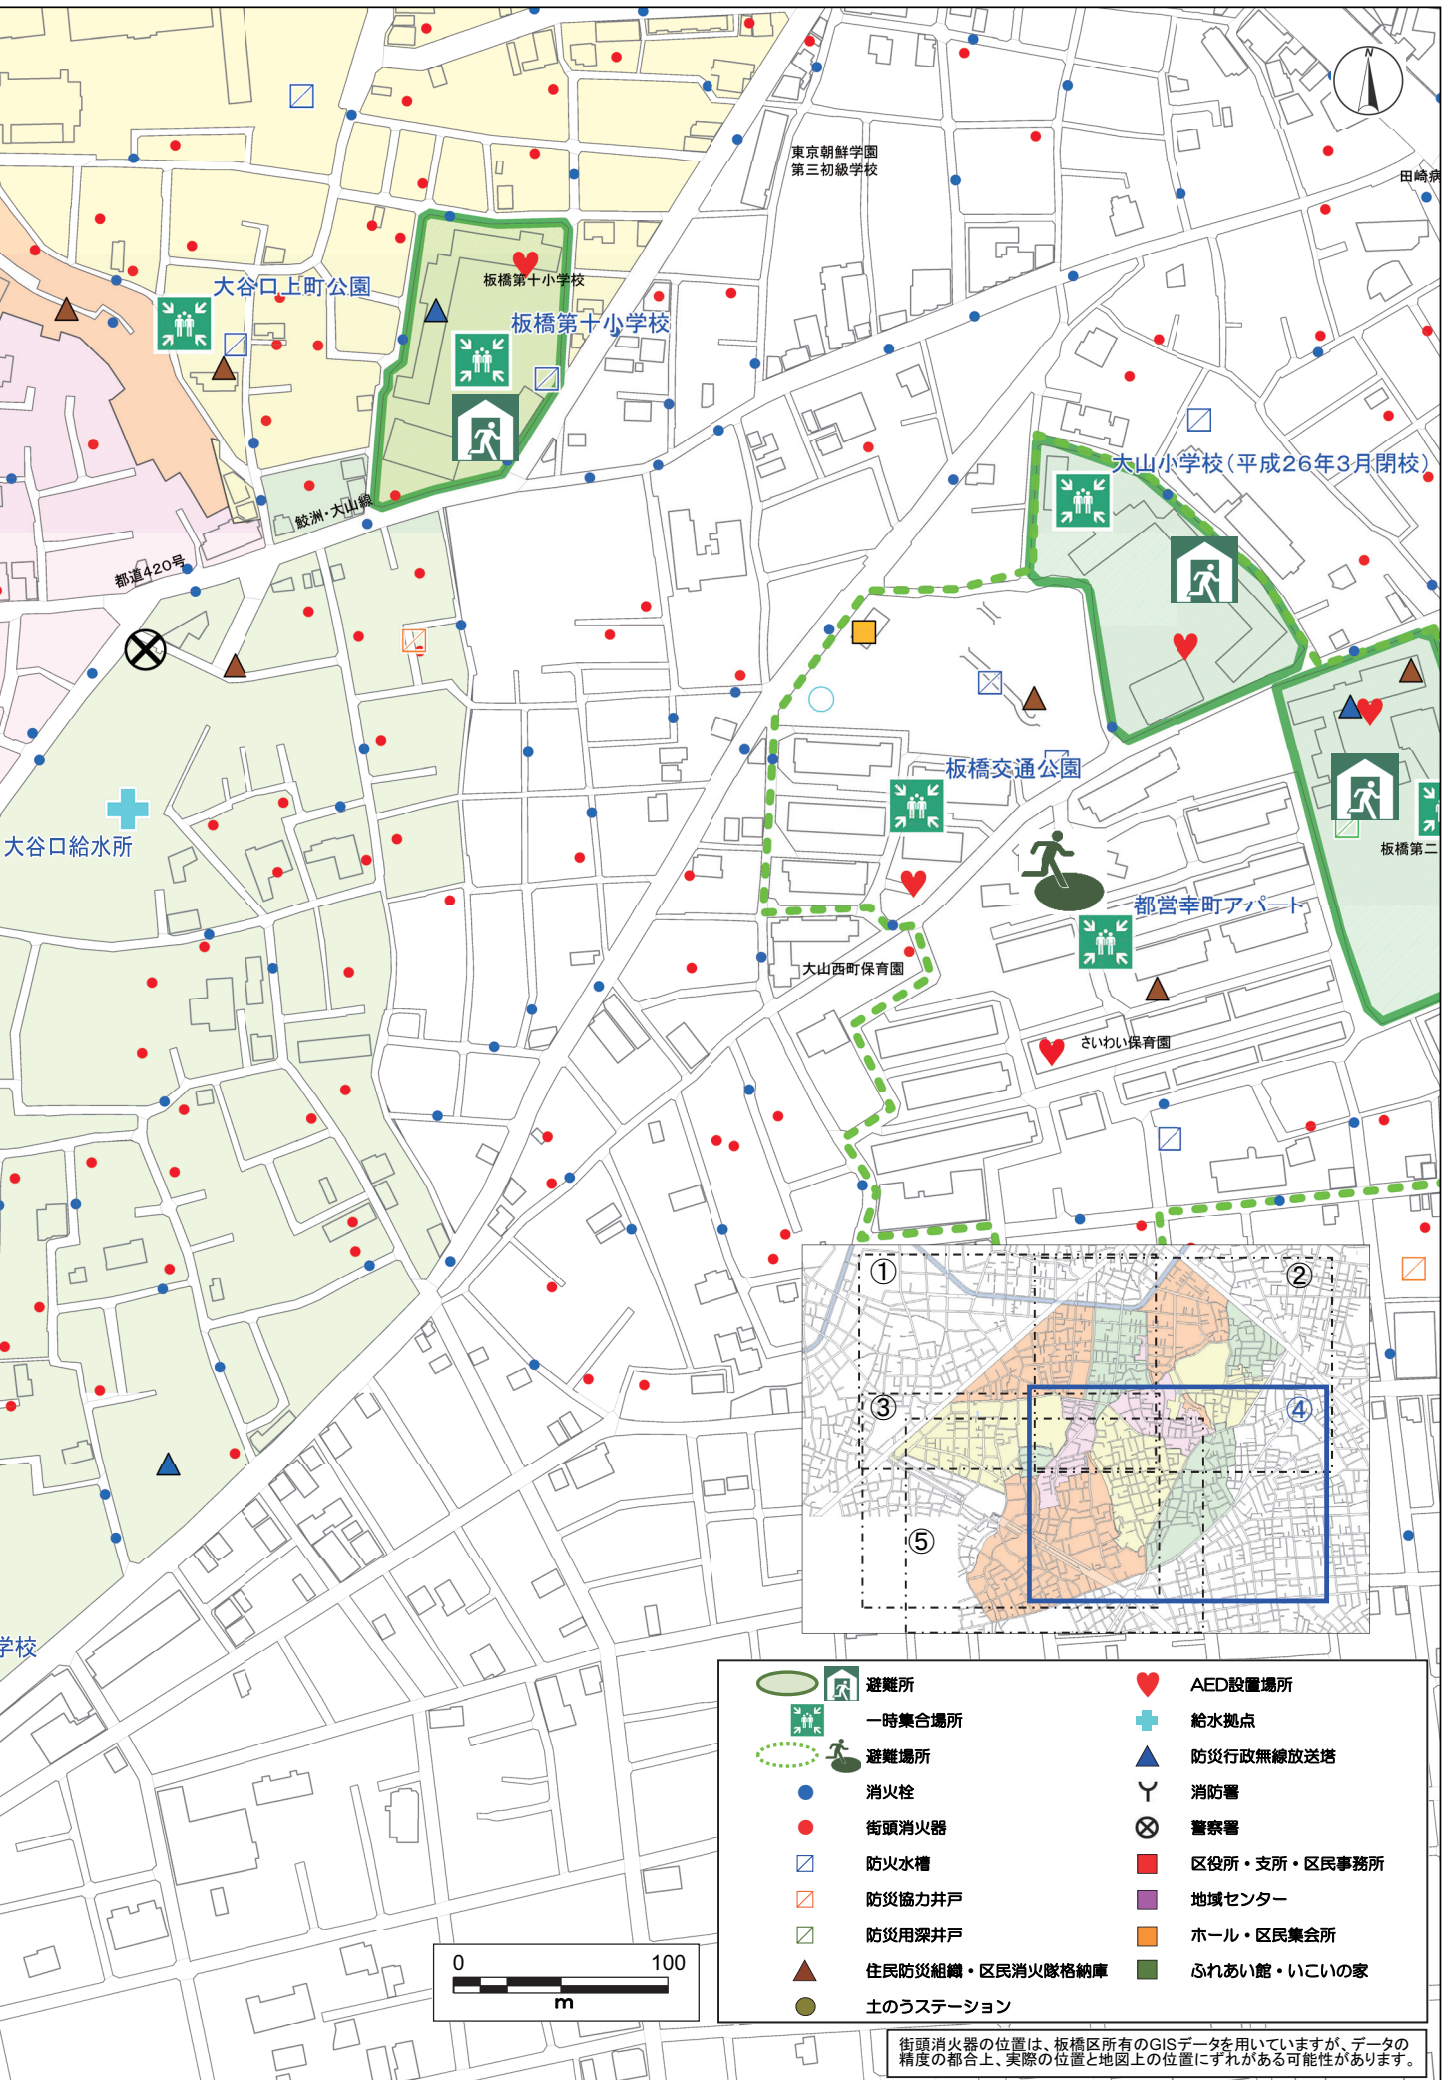 N
東京朝鮮学園
第三初級学校
田崎病
大谷口上町公園
板橋第十小学校
板橋第十小学校
大山小学校(平成26年3月閉校)
鮫洲・大山線
都道420号
板橋交通公園
大谷口給水所
板橋第二
都営幸町アパート
大山西町保育園
さいわい保育園
①
②
③
④
⑤
学校
避難所
一時集合場所
避難場所
消火栓
街頭消火器
防火水槽
防災協力井戸
防災用深井戸
住民防災組織・区民消火隊格納庫
土のうステーション
AED設置場所
給水拠点
防災行政無線放送塔
消防署
警察署
区役所・支所・区民事務所
地域センター
ホール・区民集会所
ふれあい館・いこいの家
0 100
m
街頭消火器の位置は、板橋区所有のGISデータを用いていますが、データの
精度の都合上、実際の位置と地図上の位置にずれがある可能性があります。